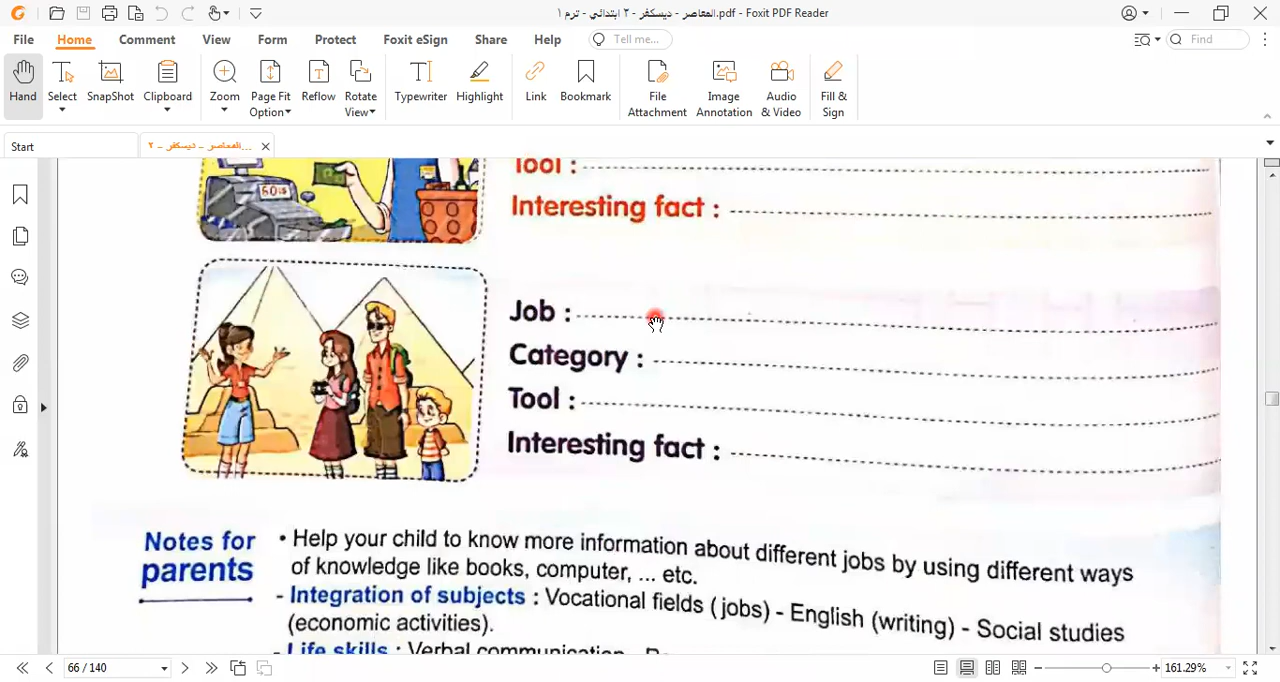 المعاصر - ديسكفر - ٢ ابتدائي - ترم ١.pdf - Foxit PDF Reader
File Home Comment View Form Protect Foxit eSign Share Help Tell me... Find
Hand Select SnapShot Clipboard Zoom Page Fit Option Reflow Rotate View Typewriter Highlight Link Bookmark File Attachment Image Annotation Audio & Video Fill & Sign
Start
المعاصر - ديسكفر - ٢...
Tool :
Interesting fact :
Job :
Category :
Tool :
Interesting fact :
Notes for parents
• Help your child to know more information about different jobs by using different ways
of knowledge like books, computer, ... etc.
- Integration of subjects : Vocational fields (jobs) - English (writing) - Social studies
(economic activities).
- Life skills : Verbal communication
66 / 140
161.29%